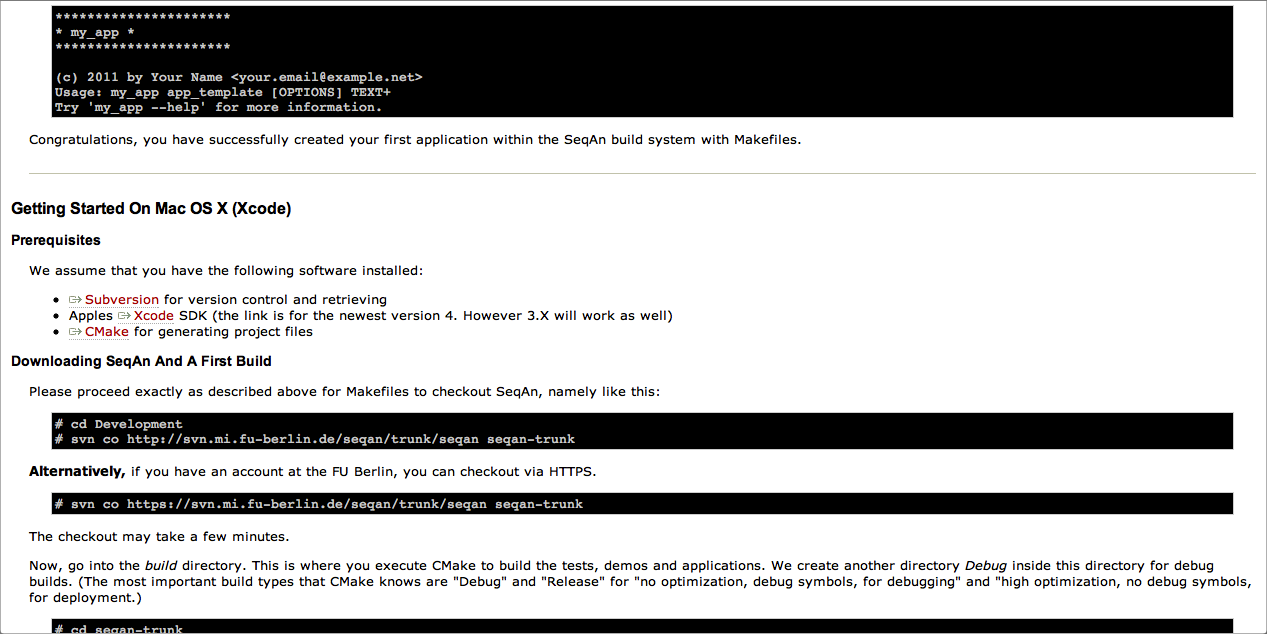 **********************
* my_app *
**********************
(c) 2011 by Your Name <your.email@example.net>
Usage: my_app app_template [OPTIONS] TEXT+
Try 'my_app --help' for more information.
Congratulations, you have successfully created your first application within the SeqAn build system with Makefiles.
Getting Started On Mac OS X (Xcode)
Prerequisites
We assume that you have the following software installed:
• Subversion for version control and retrieving
• Apples Xcode SDK (the link is for the newest version 4. However 3.X will work as well)
• CMake for generating project files
Downloading SeqAn And A First Build
Please proceed exactly as described above for Makefiles to checkout SeqAn, namely like this:
# cd Development
# svn co http://svn.mi.fu-berlin.de/seqan/trunk/seqan seqan-trunk
Alternatively, if you have an account at the FU Berlin, you can checkout via HTTPS.
# svn co https://svn.mi.fu-berlin.de/seqan/trunk/seqan seqan-trunk
The checkout may take a few minutes.
Now, go into the build directory. This is where you execute CMake to build the tests, demos and applications. We create another directory Debug inside this directory for debug
builds. (The most important build types that CMake knows are "Debug" and "Release" for "no optimization, debug symbols, for debugging" and "high optimization, no debug symbols,
for deployment.)
# cd seqan-trunk